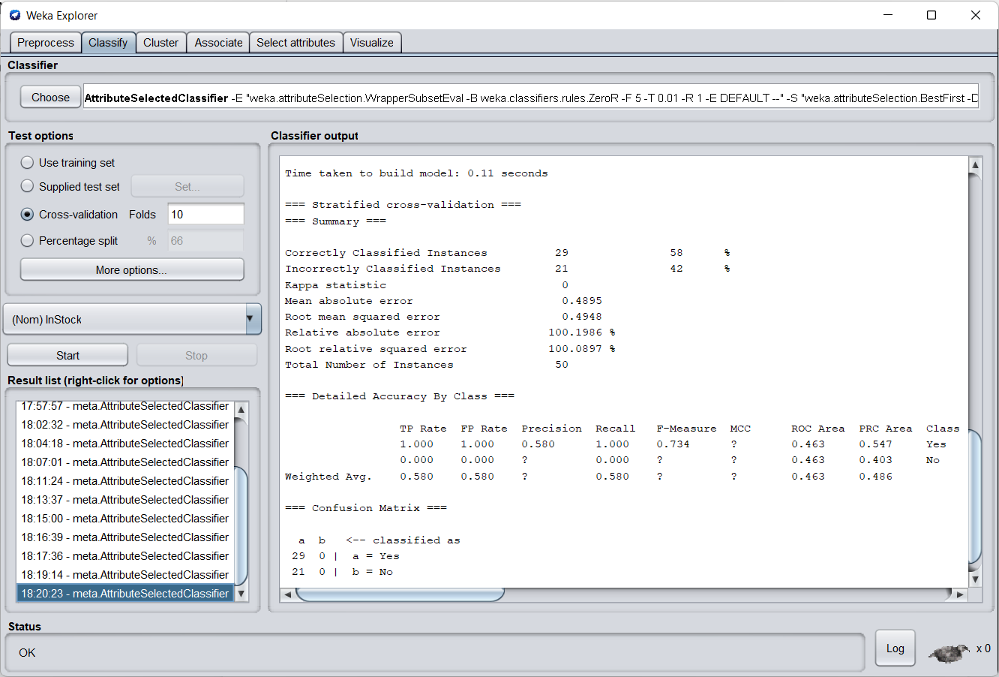 Weka Explorer
Preprocess Classify Cluster Associate Select attributes Visualize
Classifier
Choose AttributeSelectedClassifier -E "weka.attributeSelection.WrapperSubsetEval -B weka.classifiers.rules.ZeroR -F 5 -T 0.01 -R 1 -E DEFAULT --" -S "weka.attributeSelection.BestFirst -D
Test options
Use training set
Supplied test set Set...
Cross-validation Folds 10
Percentage split % 66
More options...
(Nom) InStock
Start Stop
Result list (right-click for options)
17:57:57 - meta.AttributeSelectedClassifier
18:02:32 - meta.AttributeSelectedClassifier
18:04:18 - meta.AttributeSelectedClassifier
18:07:01 - meta.AttributeSelectedClassifier
18:11:24 - meta.AttributeSelectedClassifier
18:13:37 - meta.AttributeSelectedClassifier
18:15:00 - meta.AttributeSelectedClassifier
18:16:39 - meta.AttributeSelectedClassifier
18:17:36 - meta.AttributeSelectedClassifier
18:19:14 - meta.AttributeSelectedClassifier
18:20:23 - meta.AttributeSelectedClassifier
Classifier output
Time taken to build model: 0.11 seconds
=== Stratified cross-validation ===
=== Summary ===
Correctly Classified Instances 29 58 %
Incorrectly Classified Instances 21 42 %
Kappa statistic 0
Mean absolute error 0.4895
Root mean squared error 0.4948
Relative absolute error 100.1986 %
Root relative squared error 100.0897 %
Total Number of Instances 50
=== Detailed Accuracy By Class ===
TP Rate FP Rate Precision Recall F-Measure MCC ROC Area PRC Area Class
1.000 1.000 0.580 1.000 0.734 ? 0.463 0.547 Yes
0.000 0.000 ? 0.000 ? ? 0.463 0.403 No
Weighted Avg. 0.580 0.580 ? 0.580 ? ? 0.463 0.486
=== Confusion Matrix ===
a b <-- classified as
29 0 | a = Yes
21 0 | b = No
Status
OK
Log
x 0